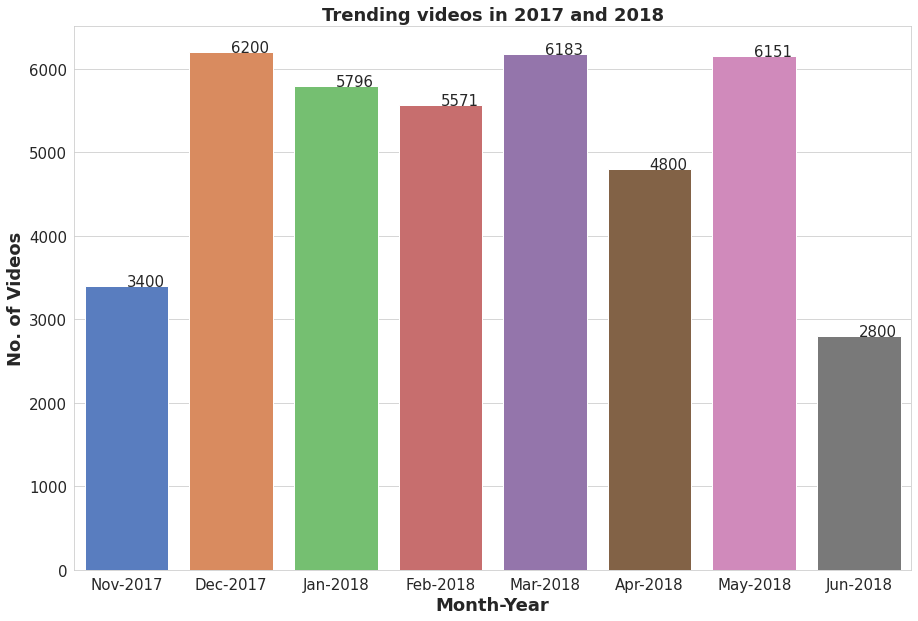 Trending videos in 2017 and 2018
No. of Videos
6000
5000
4000
3000
2000
1000
0
3400
6200
5796
5571
6183
4800
6151
2800
Nov-2017
Dec-2017
Jan-2018
Feb-2018
Mar-2018
Apr-2018
May-2018
Jun-2018
Month-Year